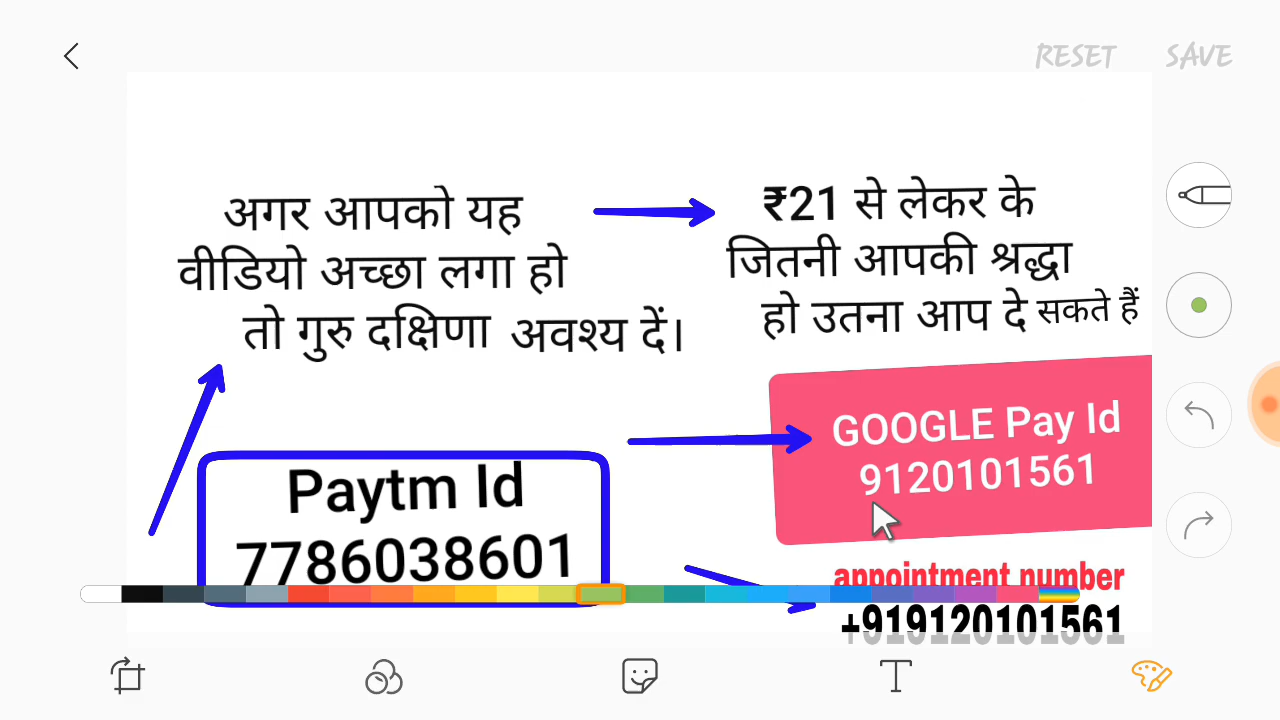 RESET SAVE
अगर आपको यह
वीडियो अच्छा लगा हो
तो गुरु दक्षिणा अवश्य दें।
₹21 से लेकर के
जितनी आपकी श्रद्धा
हो उतना आप दे सकते हैं
Paytm Id
7786038601
GOOGLE Pay Id
9120101561
appointment number
+919120101561
T